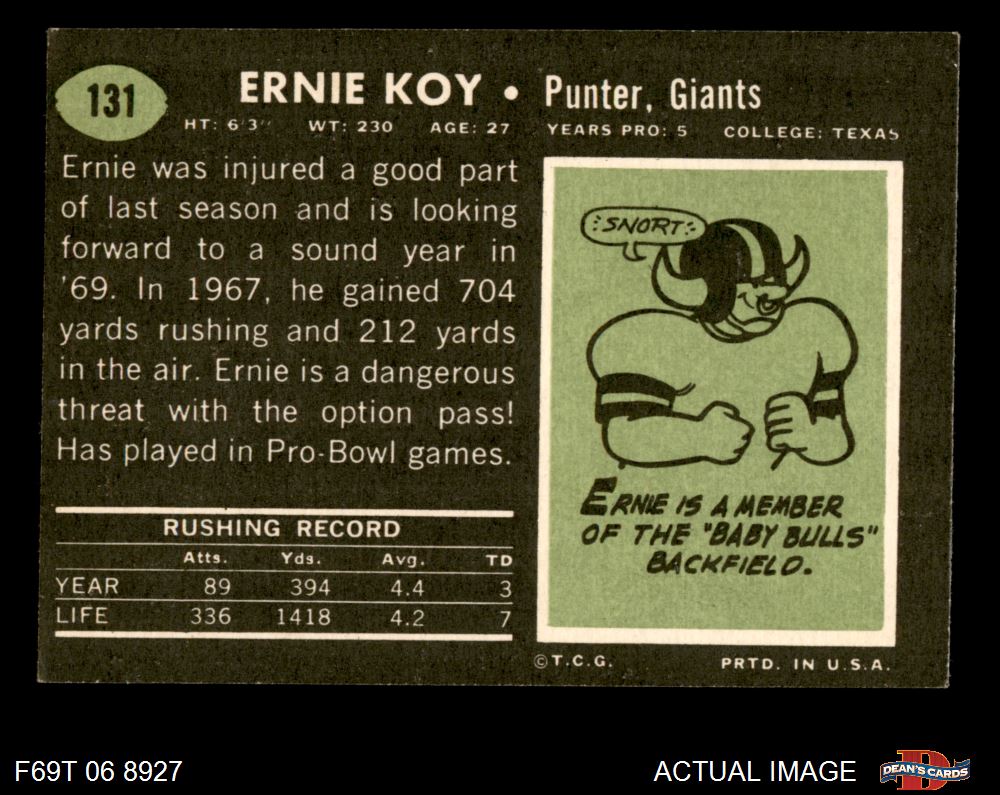 131
ERNIE KOY • Punter, Giants
HT: 6'3" WT: 230 AGE: 27 YEARS PRO: 5 COLLEGE: TEXAS
Ernie was injured a good part
of last season and is looking
forward to a sound year in
'69. In 1967, he gained 704
yards rushing and 212 yards
in the air. Ernie is a dangerous
threat with the option pass!
Has played in Pro-Bowl games.
RUSHING RECORD
Atts. Yds. Avg. TD
YEAR 89 394 4.4 3
LIFE 336 1418 4.2 7
SNORT
ERNIE IS A MEMBER
OF THE "BABY BULLS"
BACKFIELD.
©T.C.G. PRTD. IN U.S.A.
F69T 06 8927 ACTUAL IMAGE
D
DEAN'S CARDS